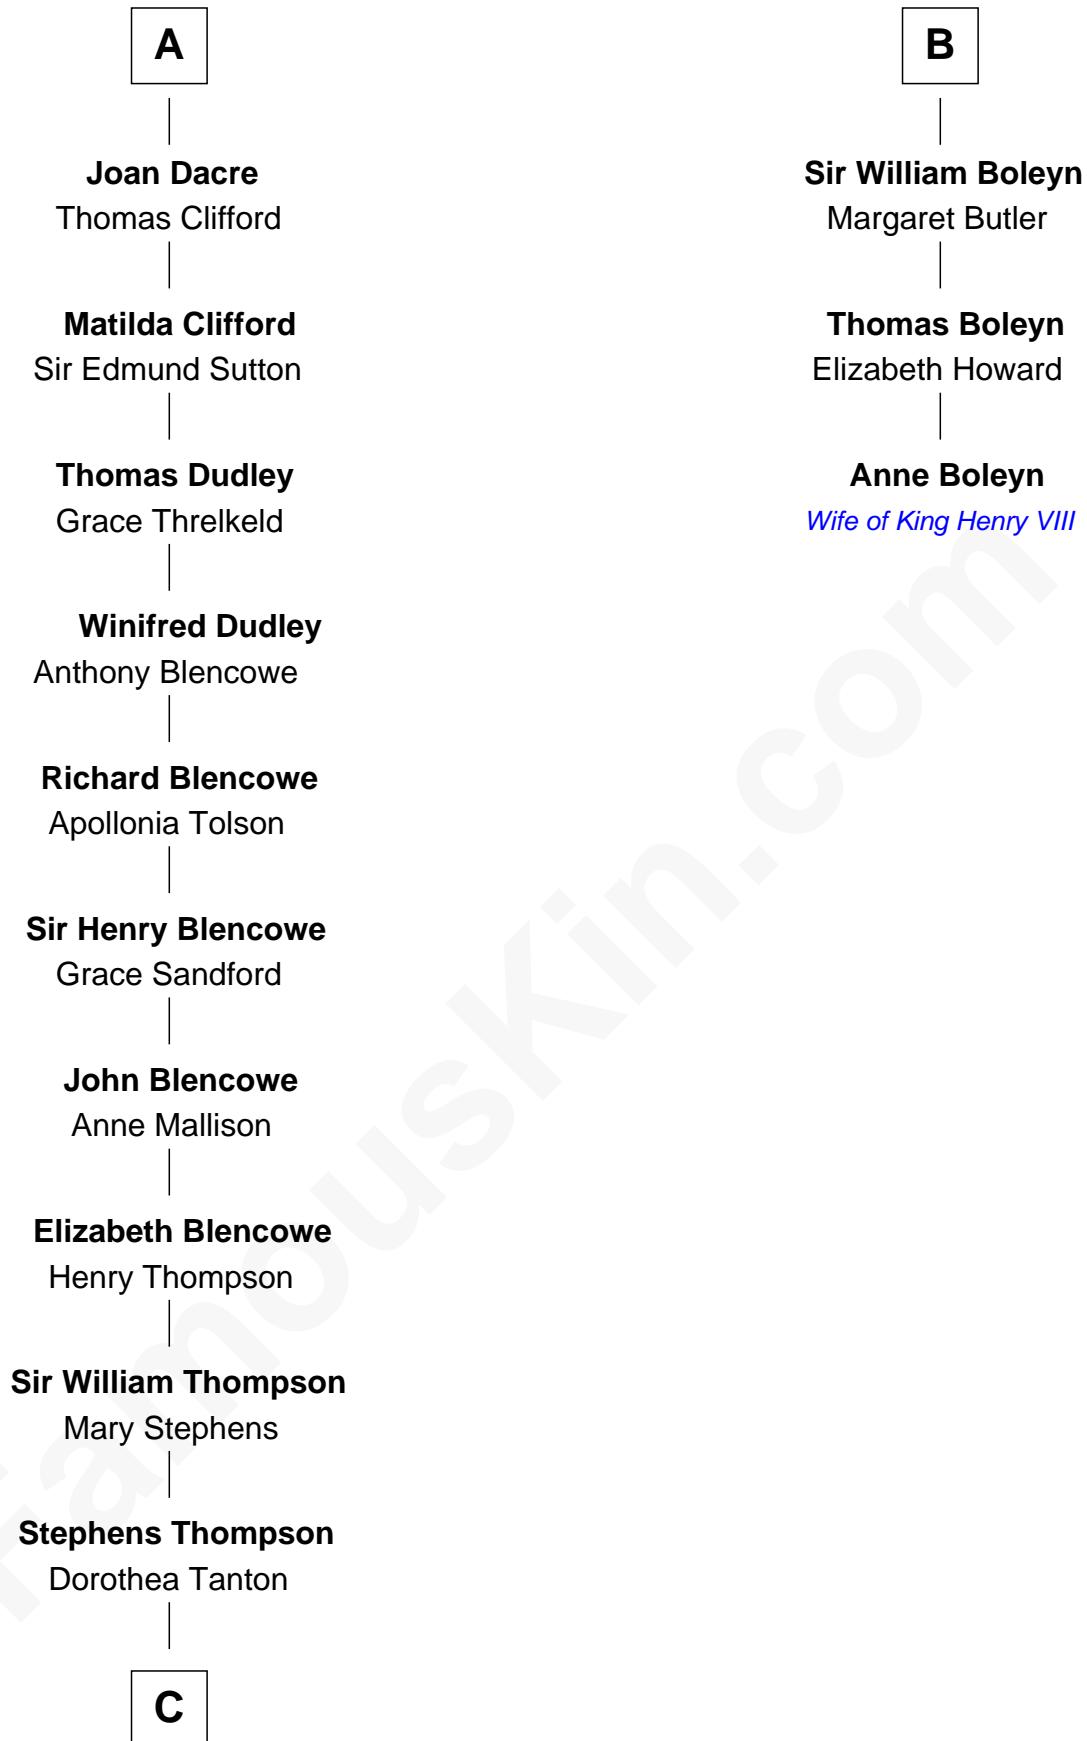 A
Joan Dacre
Thomas Clifford
Matilda Clifford
Sir Edmund Sutton
Thomas Dudley
Grace Threlkeld
Winifred Dudley
Anthony Blencowe
Richard Blencowe
Apollonia Tolson
Sir Henry Blencowe
Grace Sandford
John Blencowe
Anne Mallison
Elizabeth Blencowe
Henry Thompson
Sir William Thompson
Mary Stephens
Stephens Thompson
Dorothea Tanton
C
B
Sir William Boleyn
Margaret Butler
Thomas Boleyn
Elizabeth Howard
Anne Boleyn
Wife of King Henry VIII
FamousKin.com